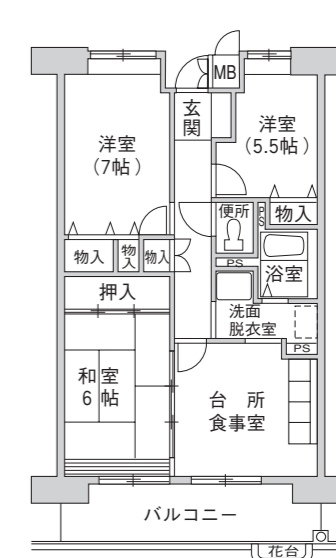 MB
玄
関
洋室
（7帖）
洋室
（5.5帖）
便所
PS
物入
物入
物
入
物入
PS
浴室
押入
洗面
脱衣室
PS
和室
6帖
台 所
食事室
バルコニー
花台